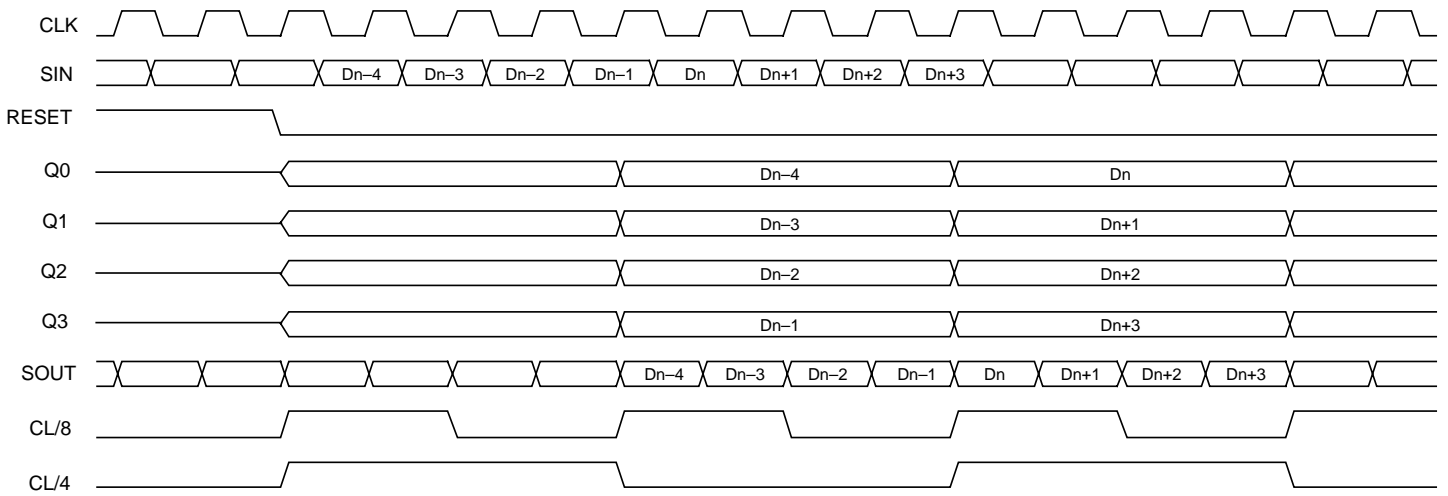 CLK
SIN Dn–4 Dn–3 Dn–2 Dn–1 Dn Dn+1 Dn+2 Dn+3
RESET
Q0 Dn–4 Dn
Q1 Dn–3 Dn+1
Q2 Dn–2 Dn+2
Q3 Dn–1 Dn+3
SOUT Dn–4 Dn–3 Dn–2 Dn–1 Dn Dn+1 Dn+2 Dn+3
CL/8
CL/4